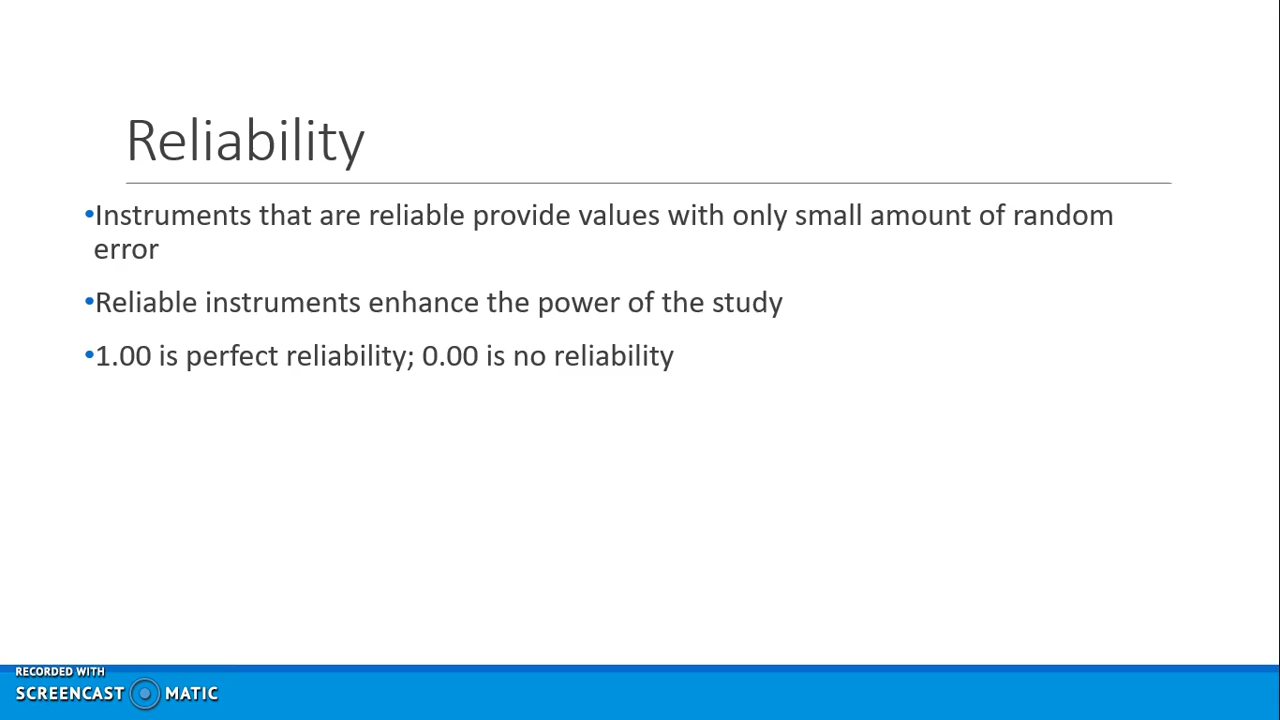 Reliability
•Instruments that are reliable provide values with only small amount of random
error
•Reliable instruments enhance the power of the study
•1.00 is perfect reliability; 0.00 is no reliability
RECORDED WITH
SCREENCAST MATIC